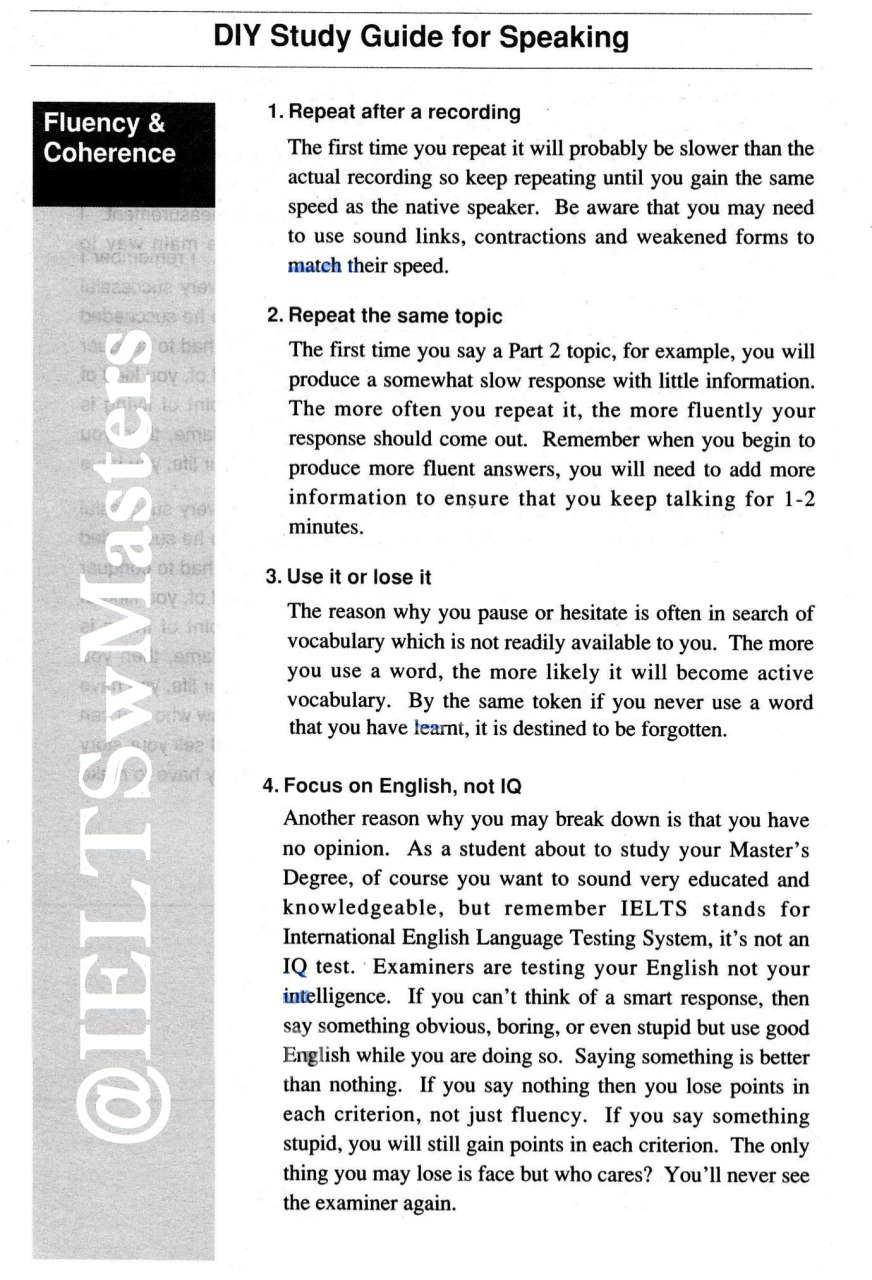 DIY Study Guide for Speaking
Fluency &
Coherence
@IELTSwMasters
1. Repeat after a recording
The first time you repeat it will probably be slower than the
actual recording so keep repeating until you gain the same
speed as the native speaker. Be aware that you may need
to use sound links, contractions and weakened forms to
match their speed.
2. Repeat the same topic
The first time you say a Part 2 topic, for example, you will
produce a somewhat slow response with little information.
The more often you repeat it, the more fluently your
response should come out. Remember when you begin to
produce more fluent answers, you will need to add more
information to ensure that you keep talking for 1-2
minutes.
3. Use it or lose it
The reason why you pause or hesitate is often in search of
vocabulary which is not readily available to you. The more
you use a word, the more likely it will become active
vocabulary. By the same token if you never use a word
that you have learnt, it is destined to be forgotten.
4. Focus on English, not IQ
Another reason why you may break down is that you have
no opinion. As a student about to study your Master's
Degree, of course you want to sound very educated and
knowledgeable, but remember IELTS stands for
International English Language Testing System, it's not an
IQ test. Examiners are testing your English not your
intelligence. If you can't think of a smart response, then
say something obvious, boring, or even stupid but use good
English while you are doing so. Saying something is better
than nothing. If you say nothing then you lose points in
each criterion, not just fluency. If you say something
stupid, you will still gain points in each criterion. The only
thing you may lose is face but who cares? You'll never see
the examiner again.